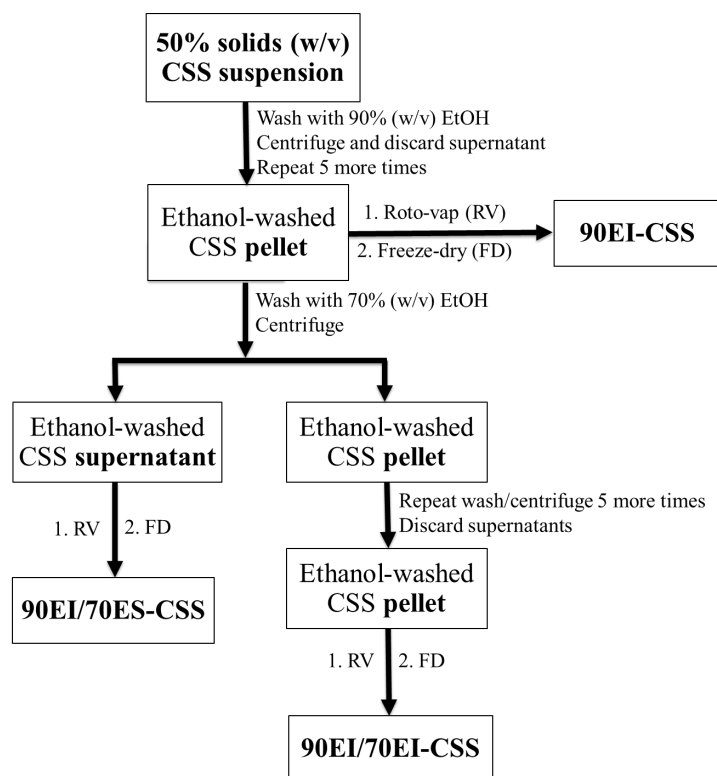 50% solids (w/v)
CSS suspension
Wash with 90% (w/v) EtOH
Centrifuge and discard supernatant
Repeat 5 more times
Ethanol-washed
CSS pellet
1. Roto-vap (RV)
2. Freeze-dry (FD)
90EI-CSS
Wash with 70% (w/v) EtOH
Centrifuge
Ethanol-washed
CSS supernatant
Ethanol-washed
CSS pellet
1. RV 2. FD
Repeat wash/centrifuge 5 more times
Discard supernatants
90EI/70ES-CSS
Ethanol-washed
CSS pellet
1. RV 2. FD
90EI/70EI-CSS